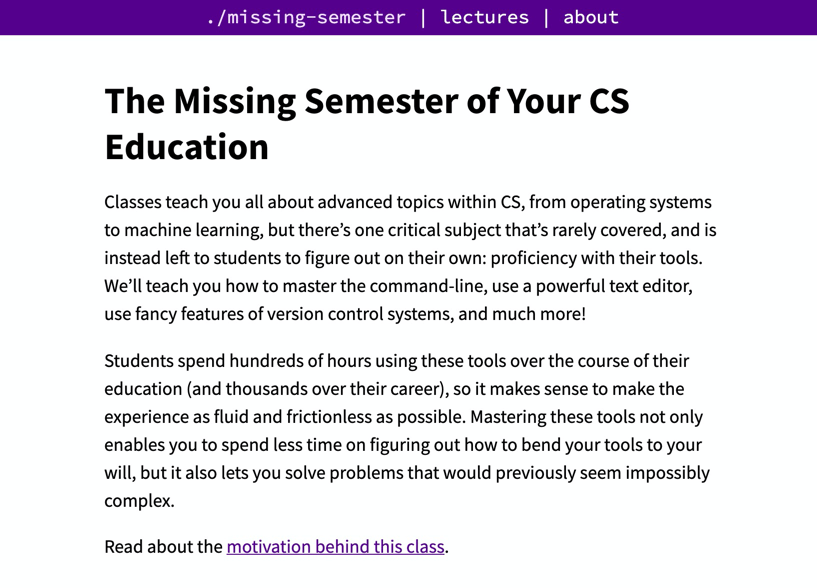 ./missing-semester | lectures | about
The Missing Semester of Your CS
Education
Classes teach you all about advanced topics within CS, from operating systems
to machine learning, but there’s one critical subject that’s rarely covered, and is
instead left to students to figure out on their own: proficiency with their tools.
We’ll teach you how to master the command-line, use a powerful text editor,
use fancy features of version control systems, and much more!
Students spend hundreds of hours using these tools over the course of their
education (and thousands over their career), so it makes sense to make the
experience as fluid and frictionless as possible. Mastering these tools not only
enables you to spend less time on figuring out how to bend your tools to your
will, but it also lets you solve problems that would previously seem impossibly
complex.
Read about the motivation behind this class.